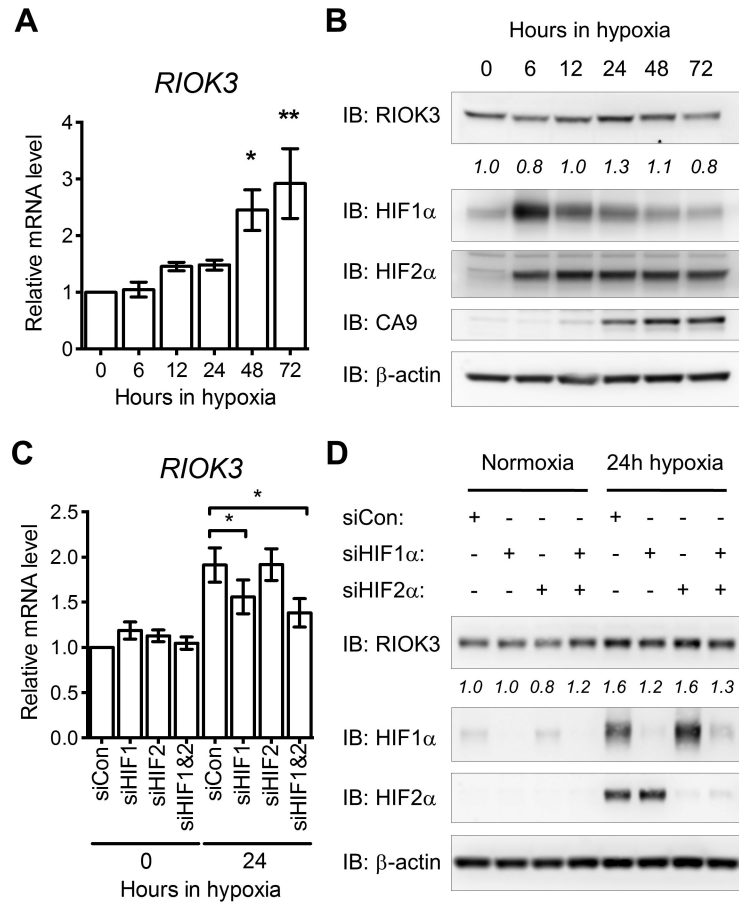 A
RIOK3
Relative mRNA level
4
3
2
1
0
*
**
0 6 12 24 48 72
Hours in hypoxia
B
Hours in hypoxia
0 6 12 24 48 72
IB: RIOK3
1.0 0.8 1.0 1.3 1.1 0.8
IB: HIF1α
IB: HIF2α
IB: CA9
IB: β-actin
C
RIOK3
Relative mRNA level
2.5
2.0
1.5
1.0
0.5
0.0
*
*
siCon siHIF1 siHIF2 siHIF1&2 siCon siHIF1 siHIF2 siHIF1&2
0 24
Hours in hypoxia
D
Normoxia 24h hypoxia
siCon: + - - - + - - -
siHIF1α: - + - + - + - +
siHIF2α: - - + + - - + +
IB: RIOK3
1.0 1.0 0.8 1.2 1.6 1.2 1.6 1.3
IB: HIF1α
IB: HIF2α
IB: β-actin